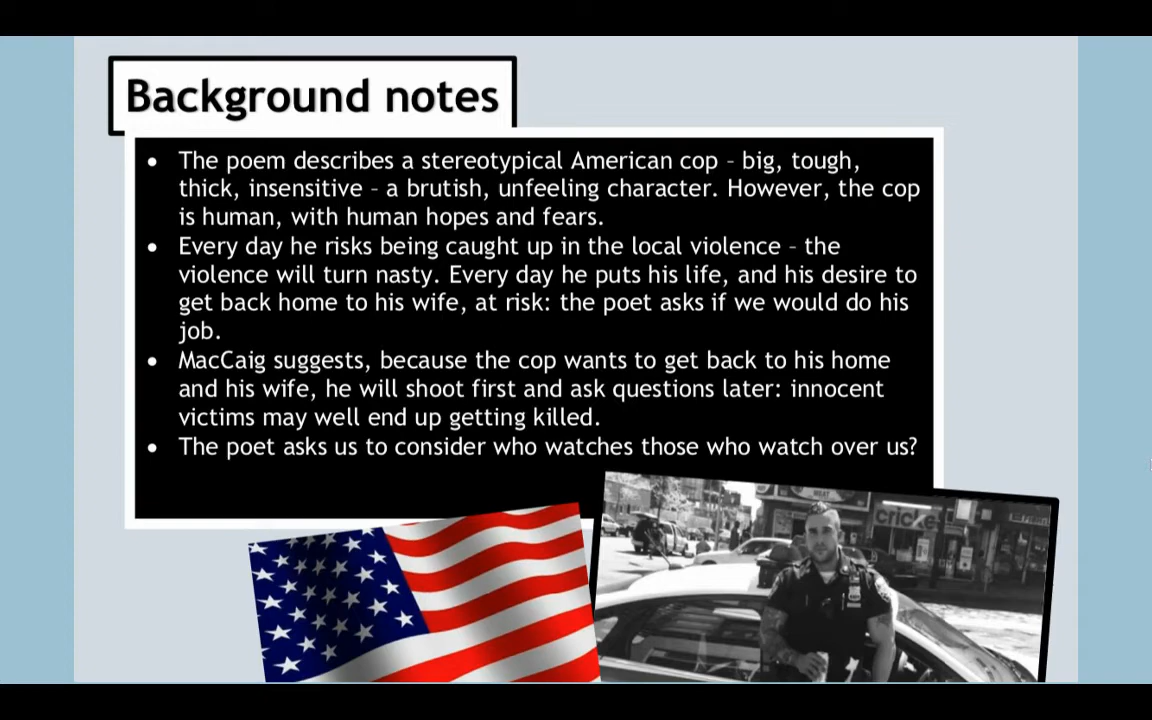 Background notes
• The poem describes a stereotypical American cop – big, tough,
thick, insensitive – a brutish, unfeeling character. However, the cop
is human, with human hopes and fears.
• Every day he risks being caught up in the local violence – the
violence will turn nasty. Every day he puts his life, and his desire to
get back home to his wife, at risk: the poet asks if we would do his
job.
• MacCaig suggests, because the cop wants to get back to his home
and his wife, he will shoot first and ask questions later: innocent
victims may well end up getting killed.
• The poet asks us to consider who watches those who watch over us?
cricke